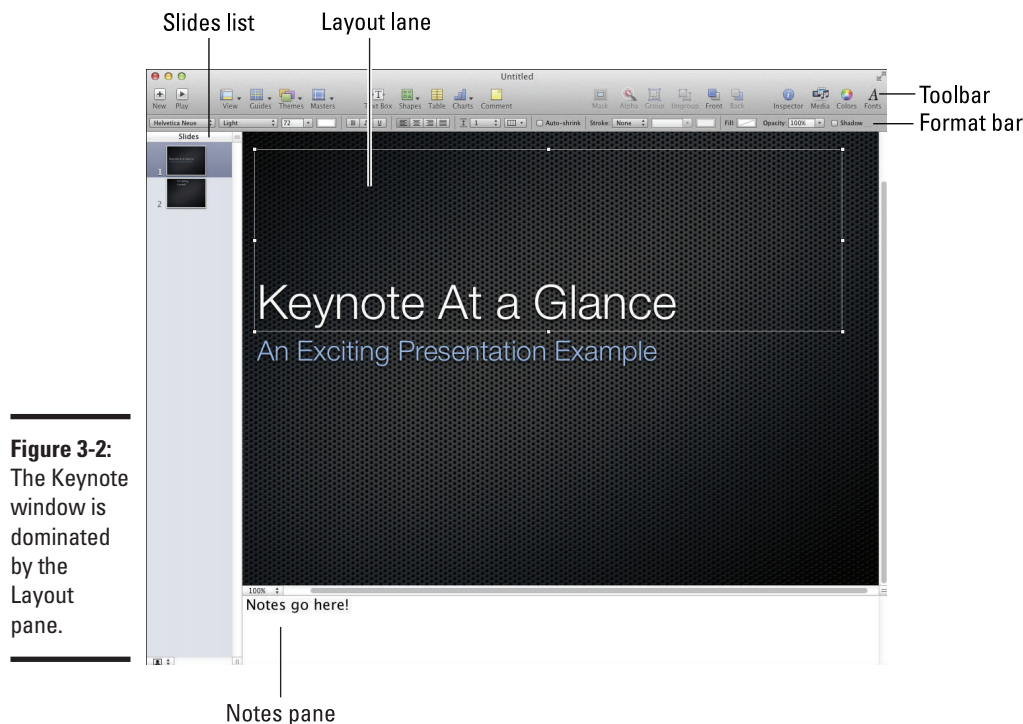 Slides list
Layout lane
Untitled
New Play View Guides Themes Masters Text Box Shapes Table Charts Comment Mask Alpha Group Ungroup Front Back Inspector Media Colors Fonts
Toolbar
Helvetica Neue Light 72 B I U 1 Auto-shrink Stroke: None Fill: Opacity: 100% Shadow
Format bar
Slides
1
2
Keynote At a Glance
An Exciting Presentation Example
Figure 3-2:
The Keynote
window is
dominated
by the
Layout
pane.
100%
Notes go here!
Notes pane